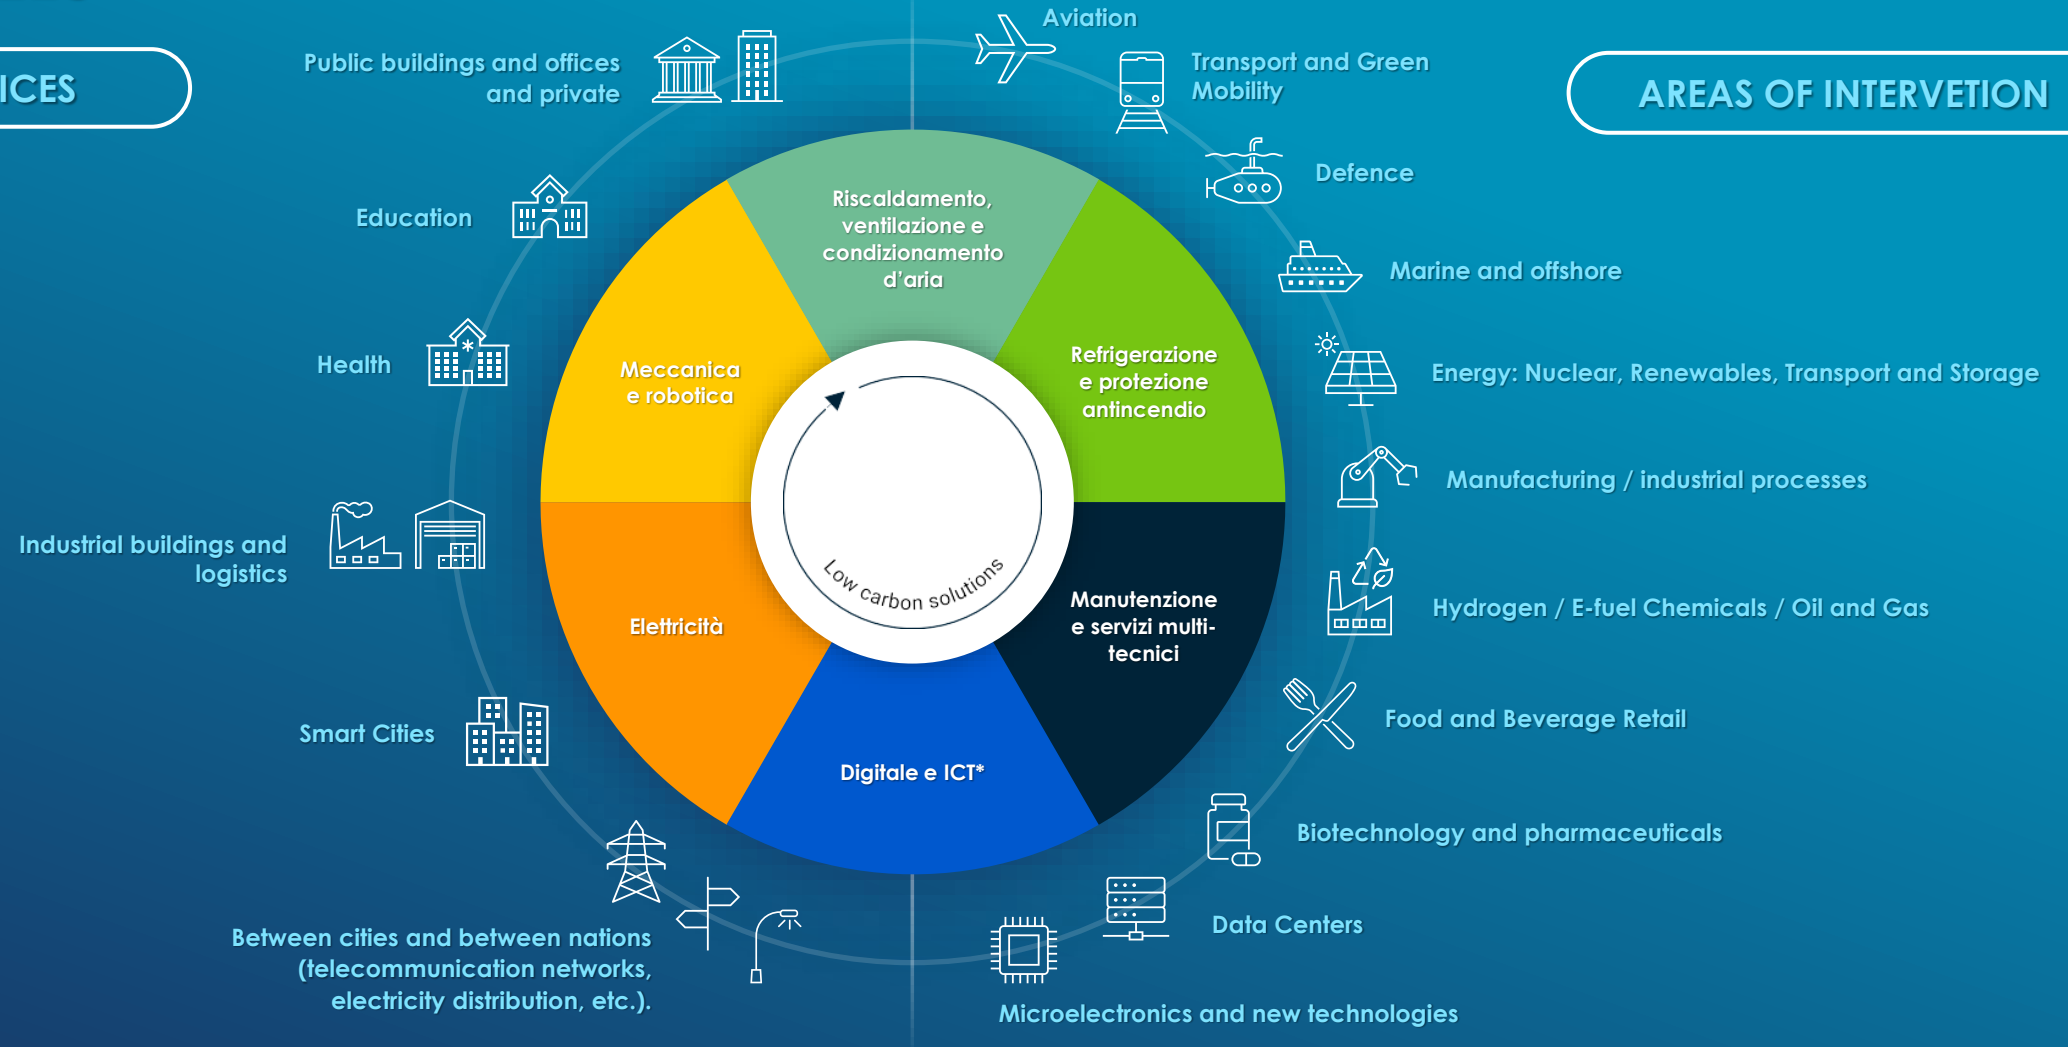 ICES
AREAS OF INTERVETION
Public buildings and offices
and private
Education
Health
Industrial buildings and
logistics
Smart Cities
Between cities and between nations
(telecommunication networks,
electricity distribution, etc.).
Riscaldamento,
ventilazione e
condizionamento
d'aria
Meccanica
e robotica
Refrigerazione
e protezione
antincendio
Elettricità
Manutenzione
e servizi multi-
tecnici
Digitale e ICT*
Low carbon solutions
Aviation
Transport and Green
Mobility
Defence
Marine and offshore
Energy: Nuclear, Renewables, Transport and Storage
Manufacturing / industrial processes
Hydrogen / E-fuel Chemicals / Oil and Gas
Food and Beverage Retail
Biotechnology and pharmaceuticals
Data Centers
Microelectronics and new technologies